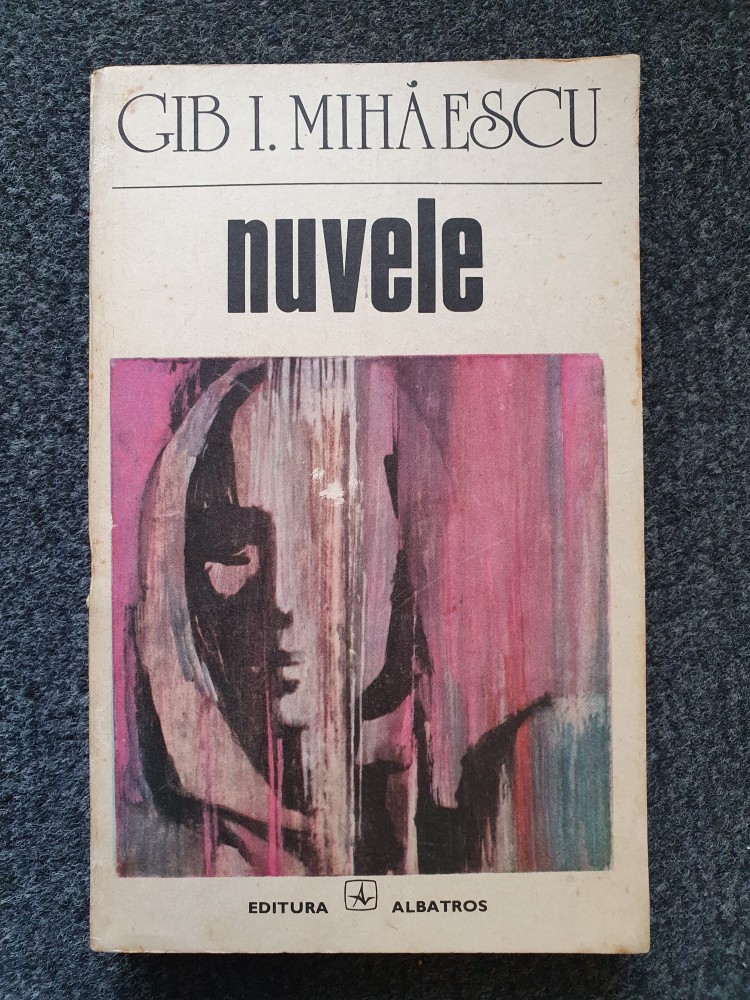 GIB I. MIHĂESCU
nuvele
EDITURA ALBATROS